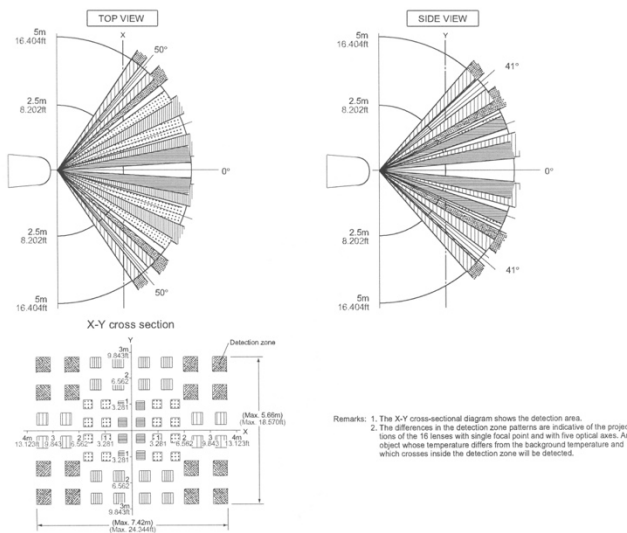 TOP VIEW
SIDE VIEW
5m
16.404ft
X
50°
2.5m
8.202ft
0°
2.5m
8.202ft
50°
5m
16.404ft
5m
16.404ft
Y
41°
2.5m
8.202ft
0°
2.5m
8.202ft
41°
5m
16.404ft
X-Y cross section
Y
3m
9.843ft
Detection zone
2
6.562
1
3.281
(Max. 5.66m)
(Max. 18.570ft)
X
4m 3 2 1 1 2 3 4m
13.123ft 9.843 6.562 3.281 3.281 6.562 9.843 13.123ft
1
3.281
2
6.562
3m
9.843ft
(Max. 7.42m)
(Max. 24.344ft)
Remarks: 1. The X-Y cross-sectional diagram shows the detection area.
2. The differences in the detection zone patterns are indicative of the projec
tions of the 16 lenses with single focal point and with five optical axes. A
object whose temperature differs from the background temperature and
which crosses inside the detection zone will be detected.